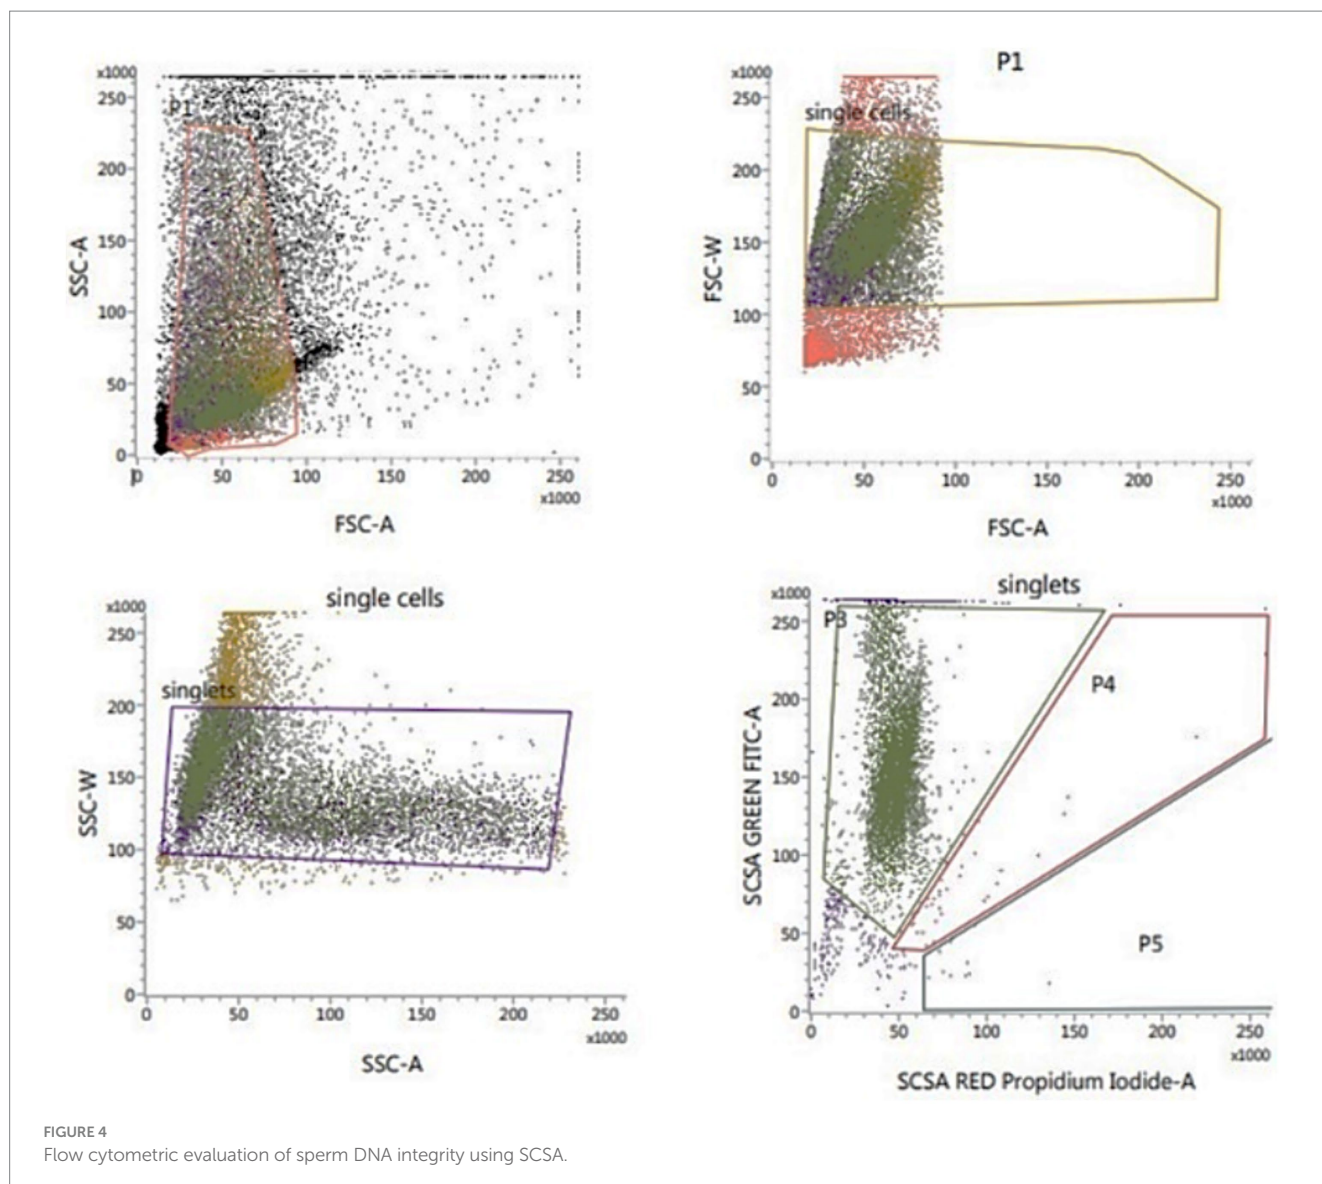 x1000
250
200
150
100
50
0
SSC-A
P1
0
50
100
150
200
250
x1000
FSC-A
P1
x1000
250
200
150
100
50
0
FSC-W
single cells
0
50
100
150
200
250
x1000
FSC-A
single cells
x1000
250
200
150
100
50
0
SSC-W
singlets
0
50
100
150
200
250
x1000
SSC-A
singlets
x1000
250
200
150
100
50
0
SCSA GREEN FITC-A
P3
P4
P5
0
50
100
150
200
250
x1000
SCSA RED Propidium Iodide-A
FIGURE 4
Flow cytometric evaluation of sperm DNA integrity using SCSA.